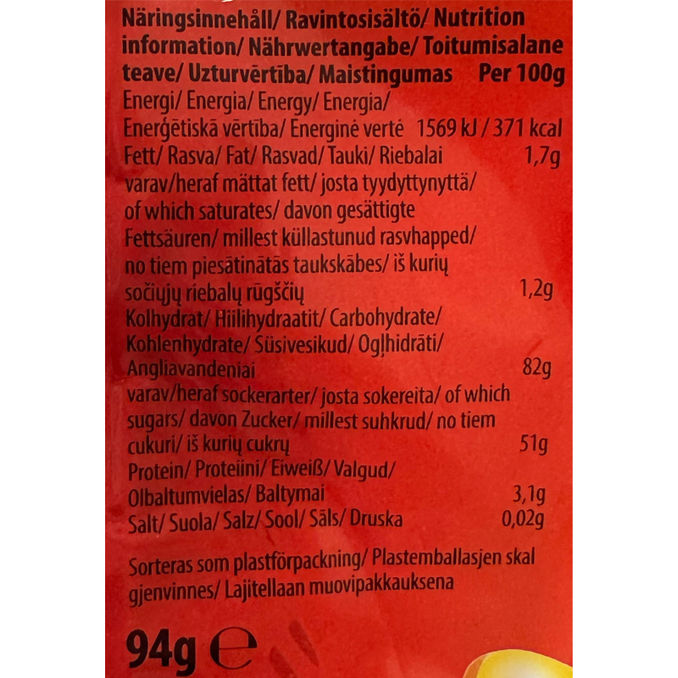 Näringsinnehåll/ Ravintosisältö/ Nutrition
information/ Nährwertangabe/ Toitumisalane
teave/ Uzturvērtība/ Maistingumas Per 100g
Energi/ Energia/ Energy/ Energia/
Enerģētiskā vērtība/ Energinė vertė 1569 kJ / 371 kcal
Fett/ Rasva/ Fat/ Rasvad/ Tauki/ Riebalai 1,7g
varav/heraf mättat fett/ josta tyydyttynyttä/
of which saturates/ davon gesättigte
Fettsäuren/ millest küllastunud rasvhapped/
no tiem piesātinātās taukskābes/ iš kurių
sočiųjų riebalų rūgščių 1,2g
Kolhydrat/ Hiilihydraatit/ Carbohydrate/
Kohlenhydrate/ Süsivesikud/ Ogļhidrāti/
Angliavandeniai 82g
varav/heraf sockerarter/ josta sokereita/ of which
sugars/ davon Zucker/ millest suhkrud/ no tiem
cukuri/ iš kurių cukrų 51g
Protein/ Proteiini/ Eiweiß/ Valgud/
Olbaltumvielas/ Baltymai 3,1g
Salt/ Suola/ Salz/ Sool/ Sāls/ Druska 0,02g
Sorteras som plastförpackning/ Plastemballasjen skal
gjenvinnes/ Lajitellaan muovipakkauksena
94g ℮